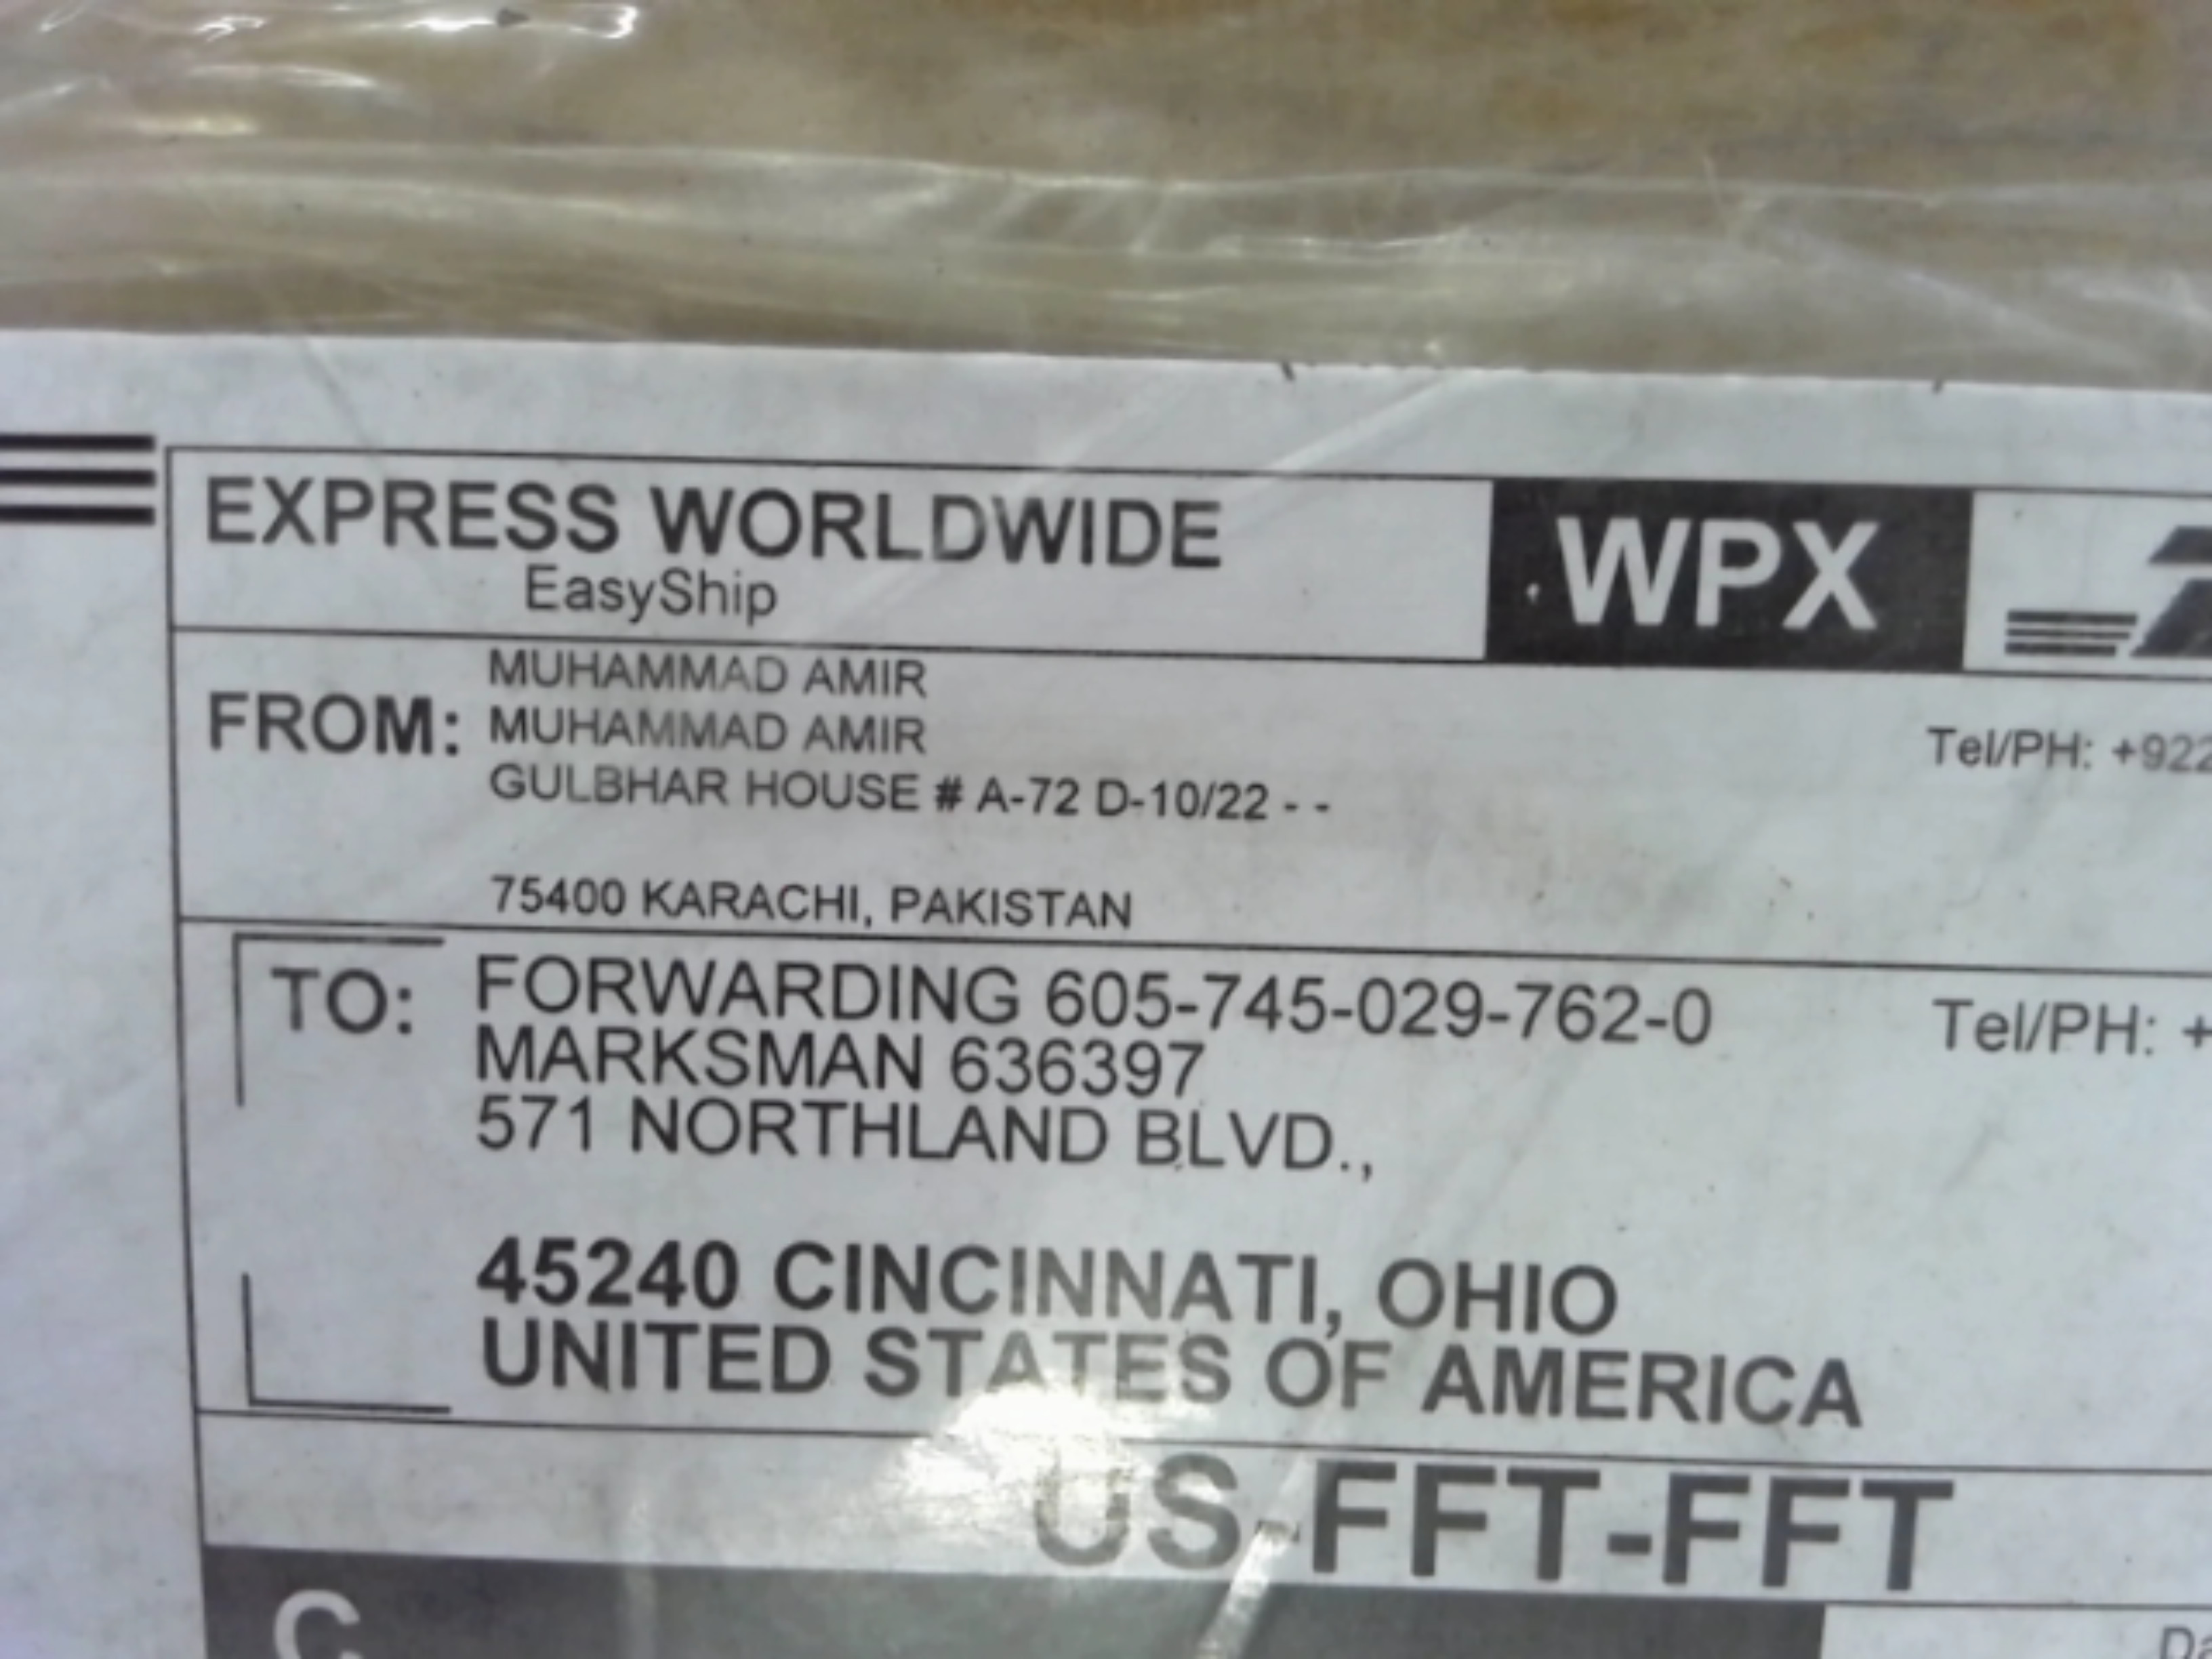 EXPRESS WORLDWIDE
EasyShip
WPX
FROM:
MUHAMMAD AMIR
MUHAMMAD AMIR
GULBHAR HOUSE # A-72 D-10/22 - -
75400 KARACHI, PAKISTAN
Tel/PH: +922
TO:
FORWARDING 605-745-029-762-0
MARKSMAN 636397
571 NORTHLAND BLVD.,
45240 CINCINNATI, OHIO
UNITED STATES OF AMERICA
Tel/PH: +
US-FFT-FFT
C